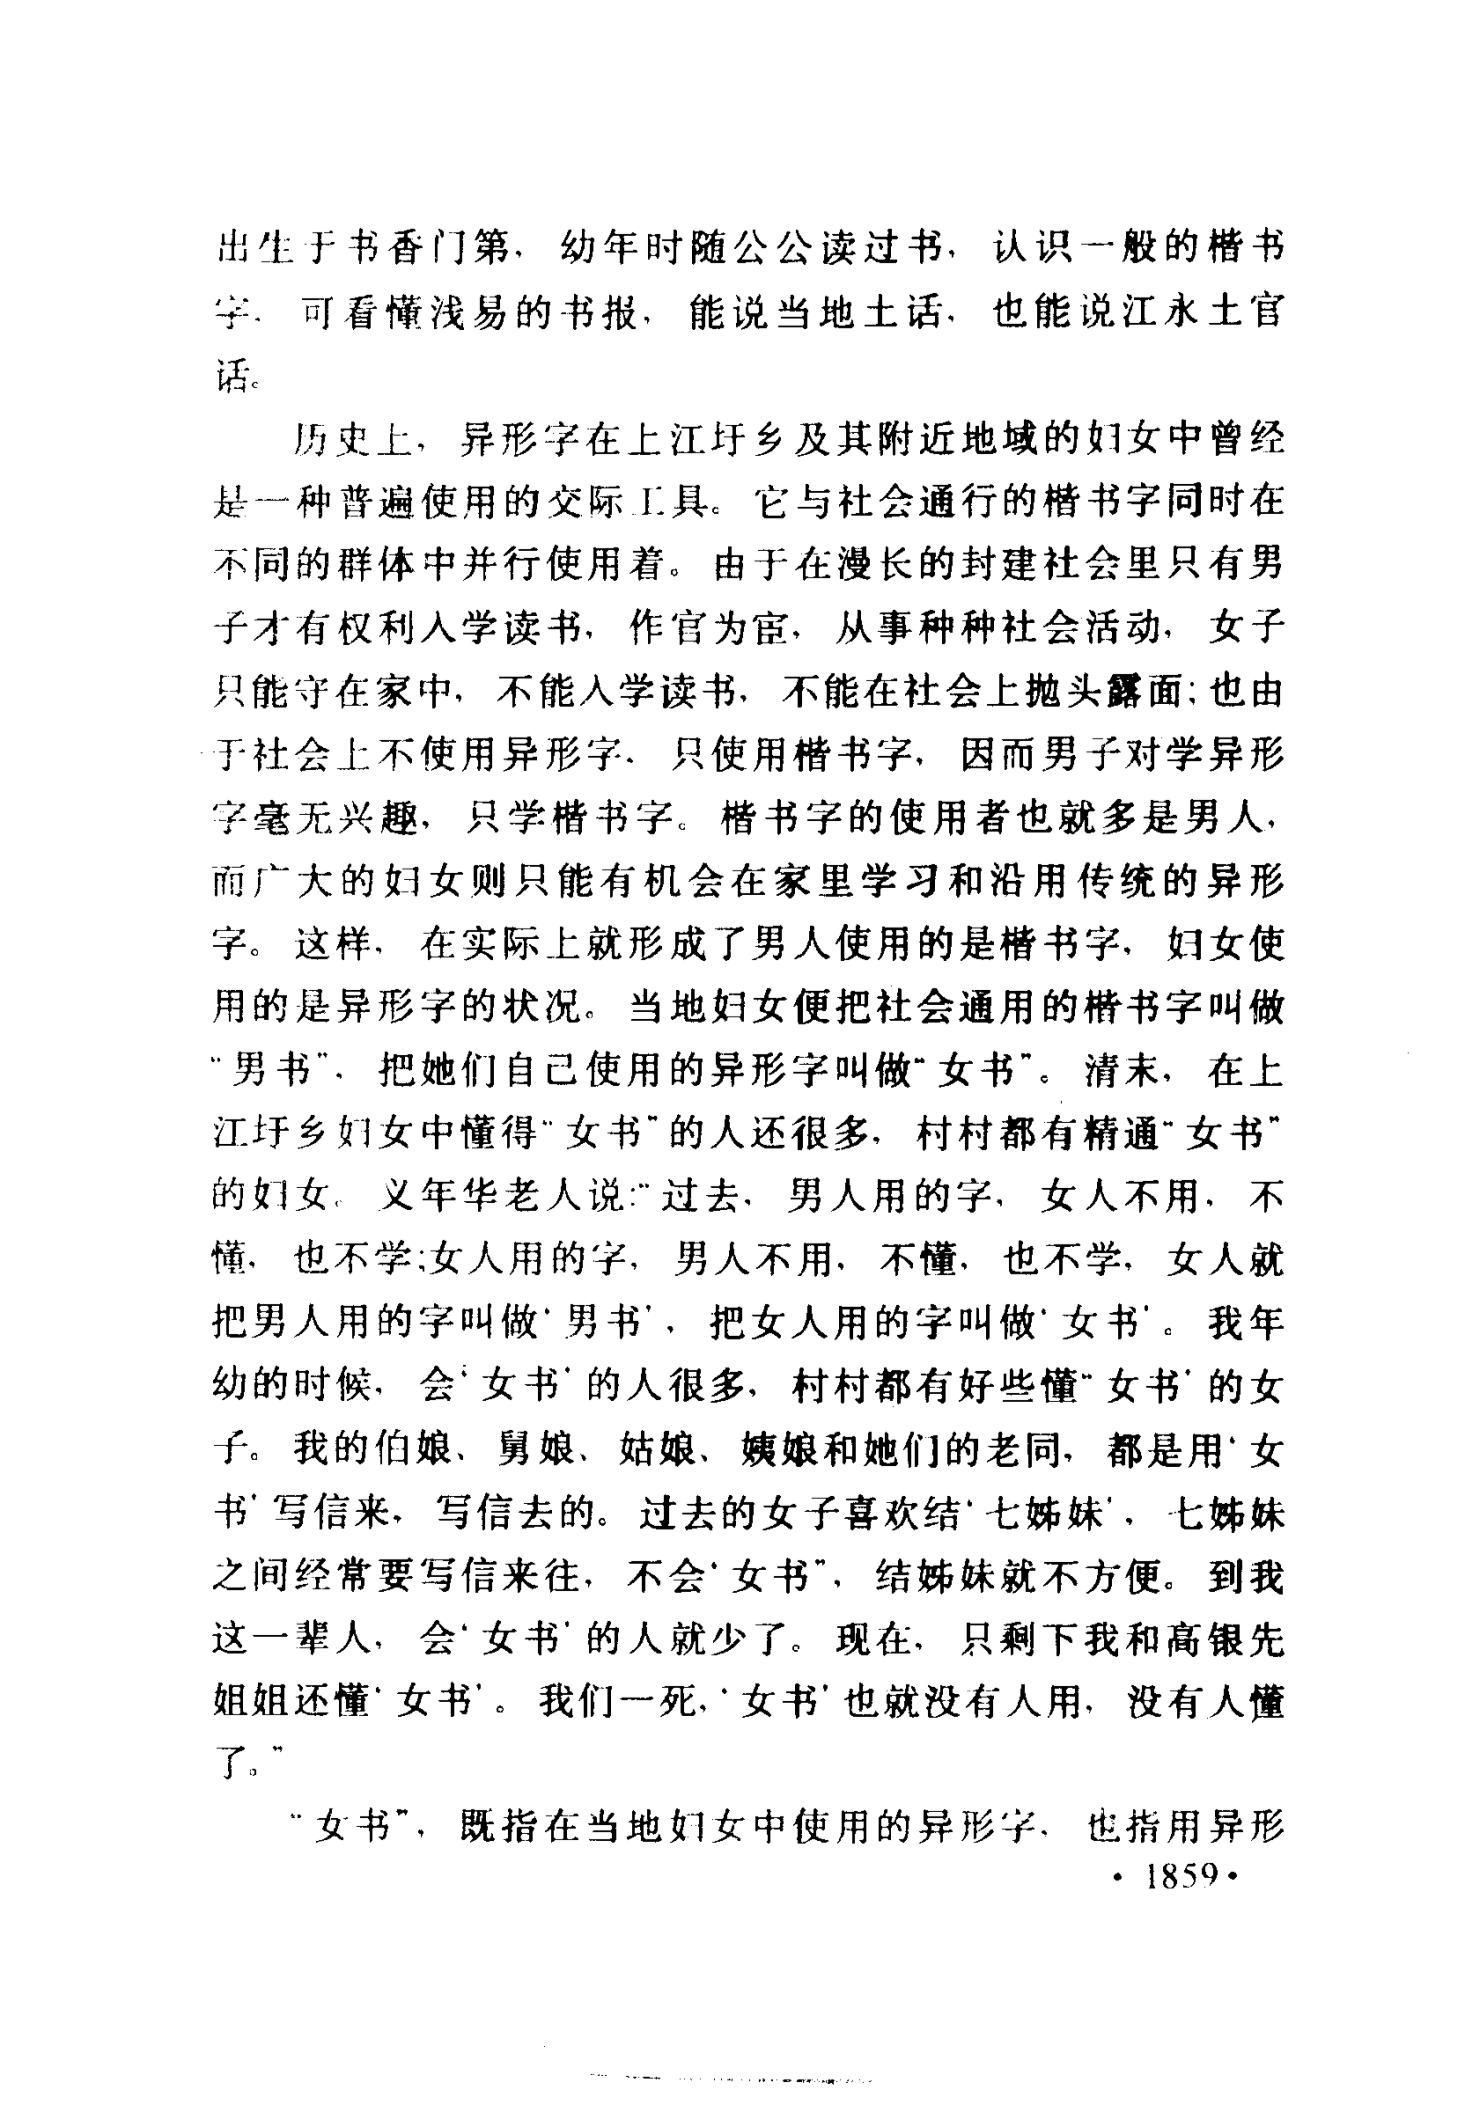 出生于书香门第，幼年时随公公读过书，认识一般的楷书
字，可看懂浅易的书报，能说当地土话，也能说江永土官
话。
历史上，异形字在上江圩乡及其附近地域的妇女中曾经
是一种普遍使用的交际工具。它与社会通行的楷书字同时在
不同的群体中并行使用着。由于在漫长的封建社会里只有男
子才有权利入学读书，作官为宦，从事种种社会活动，女子
只能守在家中，不能入学读书，不能在社会上抛头露面；也由
于社会上不使用异形字、只使用楷书字，因而男子对学异形
字毫无兴趣，只学楷书字。楷书字的使用者也就多是男人，
而广大的妇女则只能有机会在家里学习和沿用传统的异形
字。这样，在实际上就形成了男人使用的是楷书字，妇女使
用的是异形字的状况。当地妇女便把社会通用的楷书字叫做
“男书”，把她们自己使用的异形字叫做“女书”。清末，在上
江圩乡妇女中懂得“女书”的人还很多，村村都有精通“女书”
的妇女。义年华老人说：“过去，男人用的字，女人不用，不
懂，也不学；女人用的字，男人不用，不懂，也不学，女人就
把男人用的字叫做‘男书’，把女人用的字叫做‘女书’。我年
幼的时候，会‘女书’的人很多，村村都有好些懂“女书’的女
子。我的伯娘、舅娘、姑娘、姨娘和她们的老同，都是用‘女
书’写信来，写信去的。过去的女子喜欢结‘七姊妹’，七姊妹
之间经常要写信来往，不会‘女书”，结姊妹就不方便。到我
这一辈人，会‘女书’的人就少了。现在，只剩下我和高银先
姐姐还懂‘女书’。我们一死，‘女书’也就没有人用，没有人懂
了。”
“女书”，既指在当地妇女中使用的异形字，也指用异形
·1859·